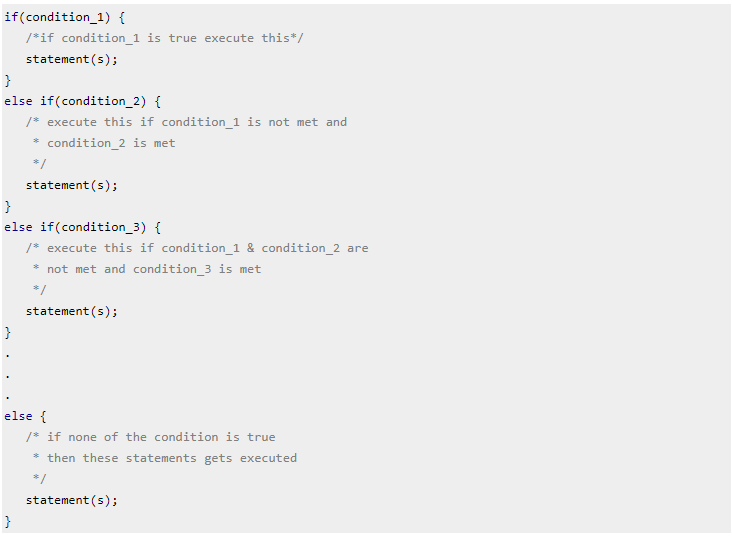 if(condition_1) {
/*if condition_1 is true execute this*/
statement(s);
}
else if(condition_2) {
/* execute this if condition_1 is not met and
* condition_2 is met
*/
statement(s);
}
else if(condition_3) {
/* execute this if condition_1 & condition_2 are
* not met and condition_3 is met
*/
statement(s);
}
.
.
.
else {
/* if none of the condition is true
* then these statements gets executed
*/
statement(s);
}